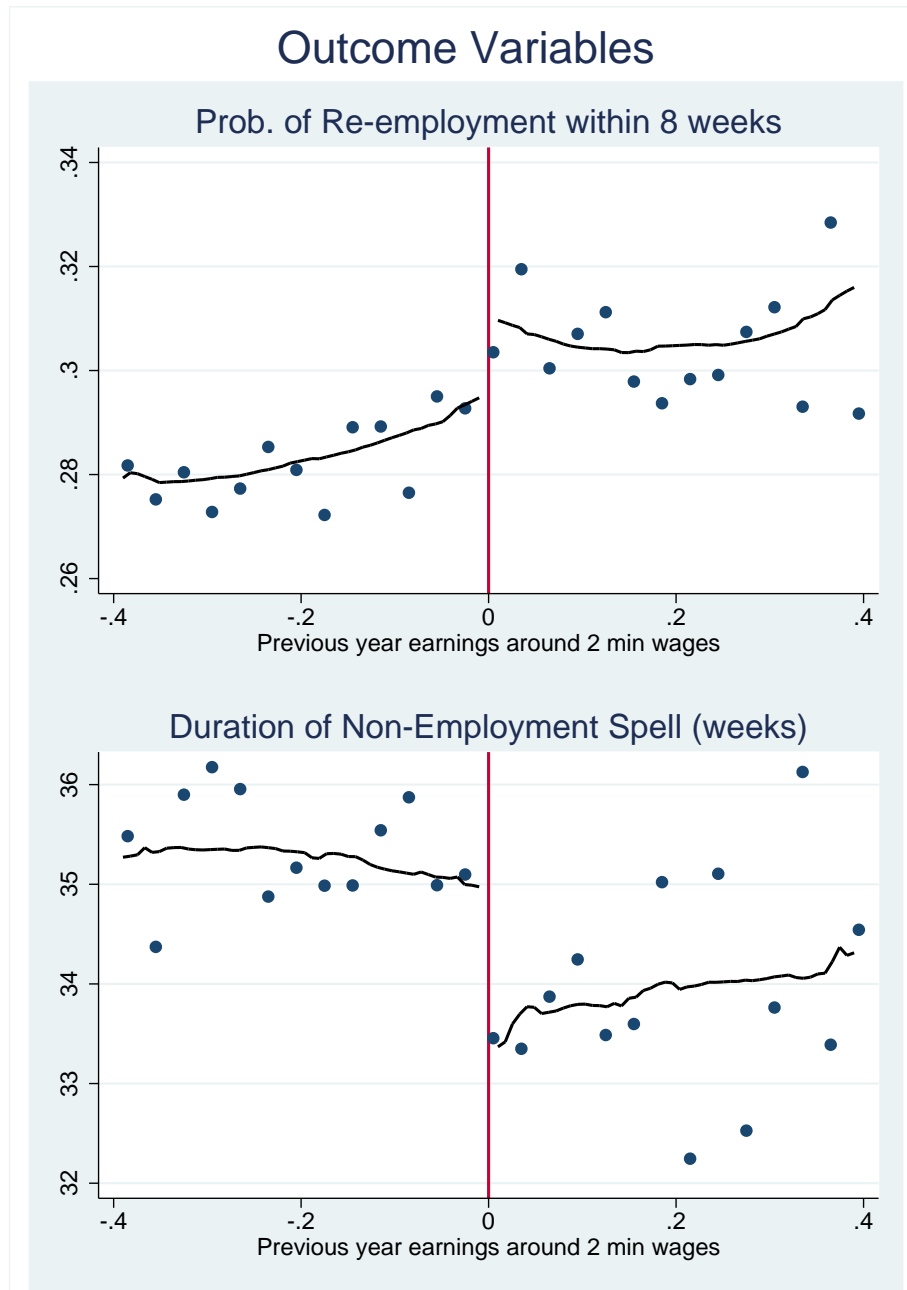 Outcome Variables
Prob. of Re-employment within 8 weeks
.34
.32
.3
.28
.26
-.4 -.2 0 .2 .4
Previous year earnings around 2 min wages
Duration of Non-Employment Spell (weeks)
36
35
34
33
32
-.4 -.2 0 .2 .4
Previous year earnings around 2 min wages